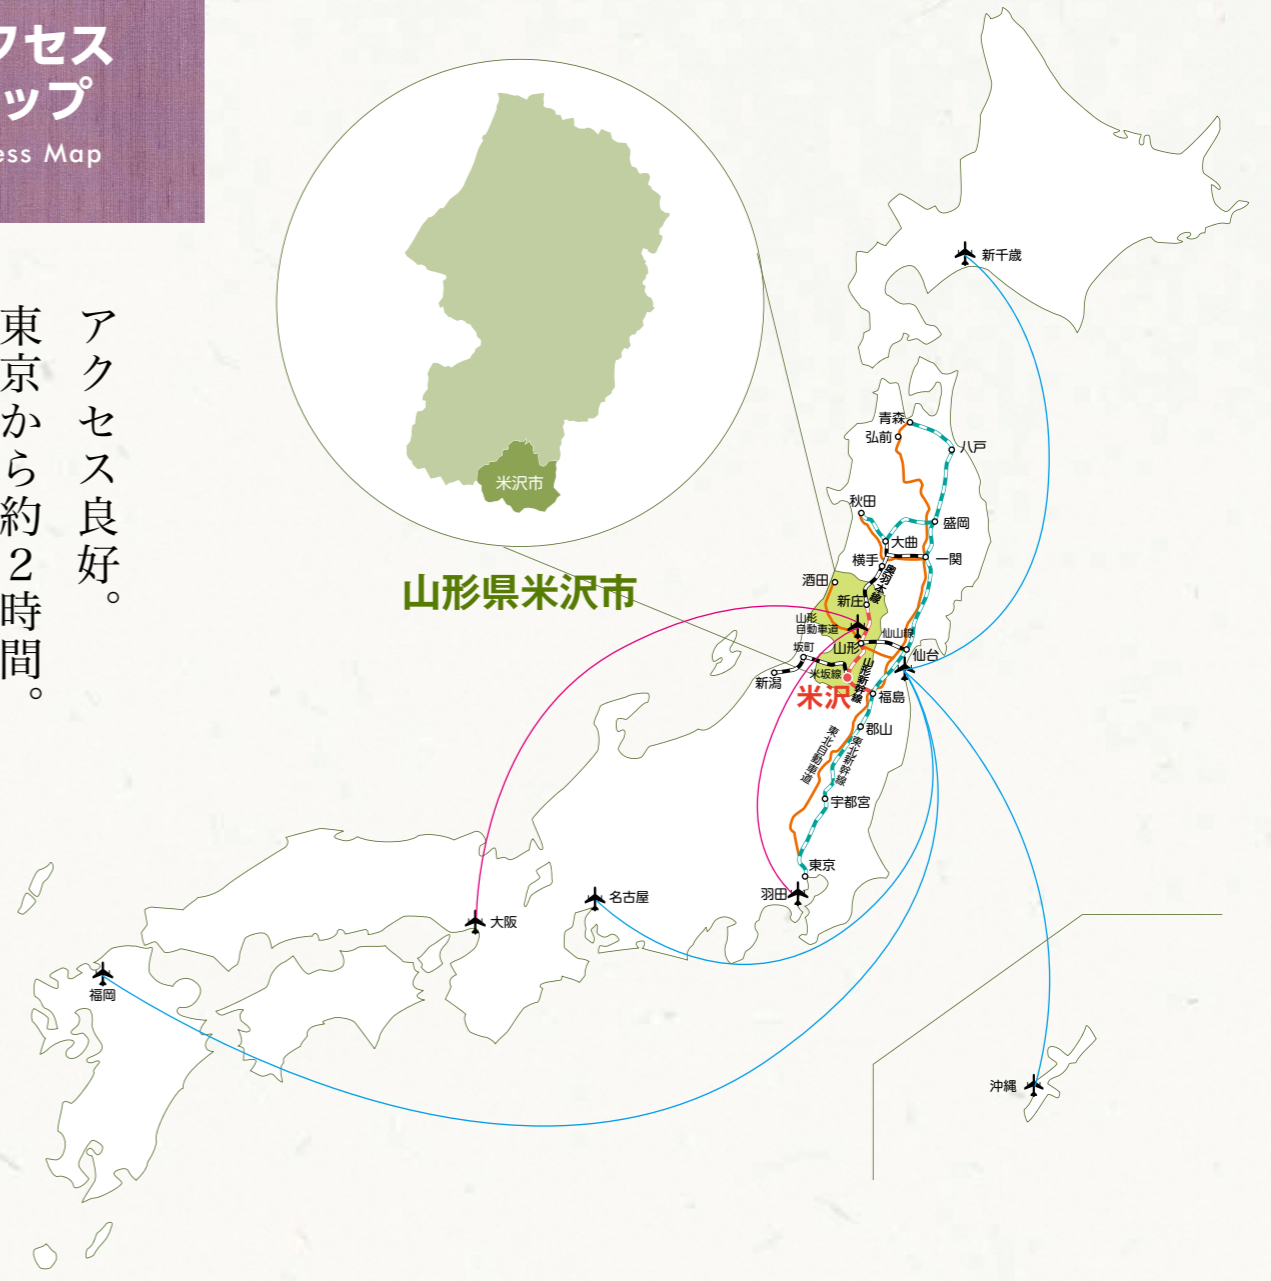 フセス
ップ
ess Map
アクセス良好。
東京から約2時間。
米沢市
山形県米沢市
新千歳
青森
弘前
八戸
秋田
盛岡
大曲
横手
一関
奥羽本線
酒田
新庄
山形
自動車道
仙山線
山形
仙台
坂町
米坂線
山形新幹線
新潟
米沢
福島
郡山
東北自動車道
東北新幹線
宇都宮
東京
羽田
名古屋
大阪
福岡
沖縄